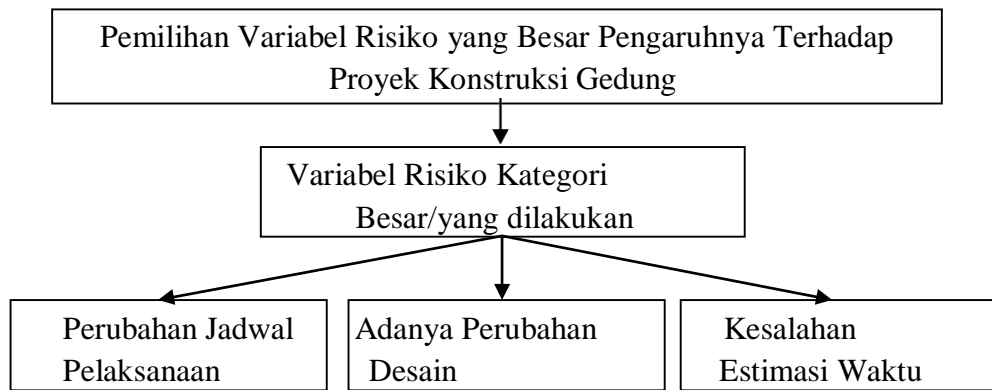 Pemilihan Variabel Risiko yang Besar Pengaruhnya Terhadap
Proyek Konstruksi Gedung
Variabel Risiko Kategori
Besar/yang dilakukan
Perubahan Jadwal
Pelaksanaan
Adanya Perubahan
Desain
Kesalahan
Estimasi Waktu